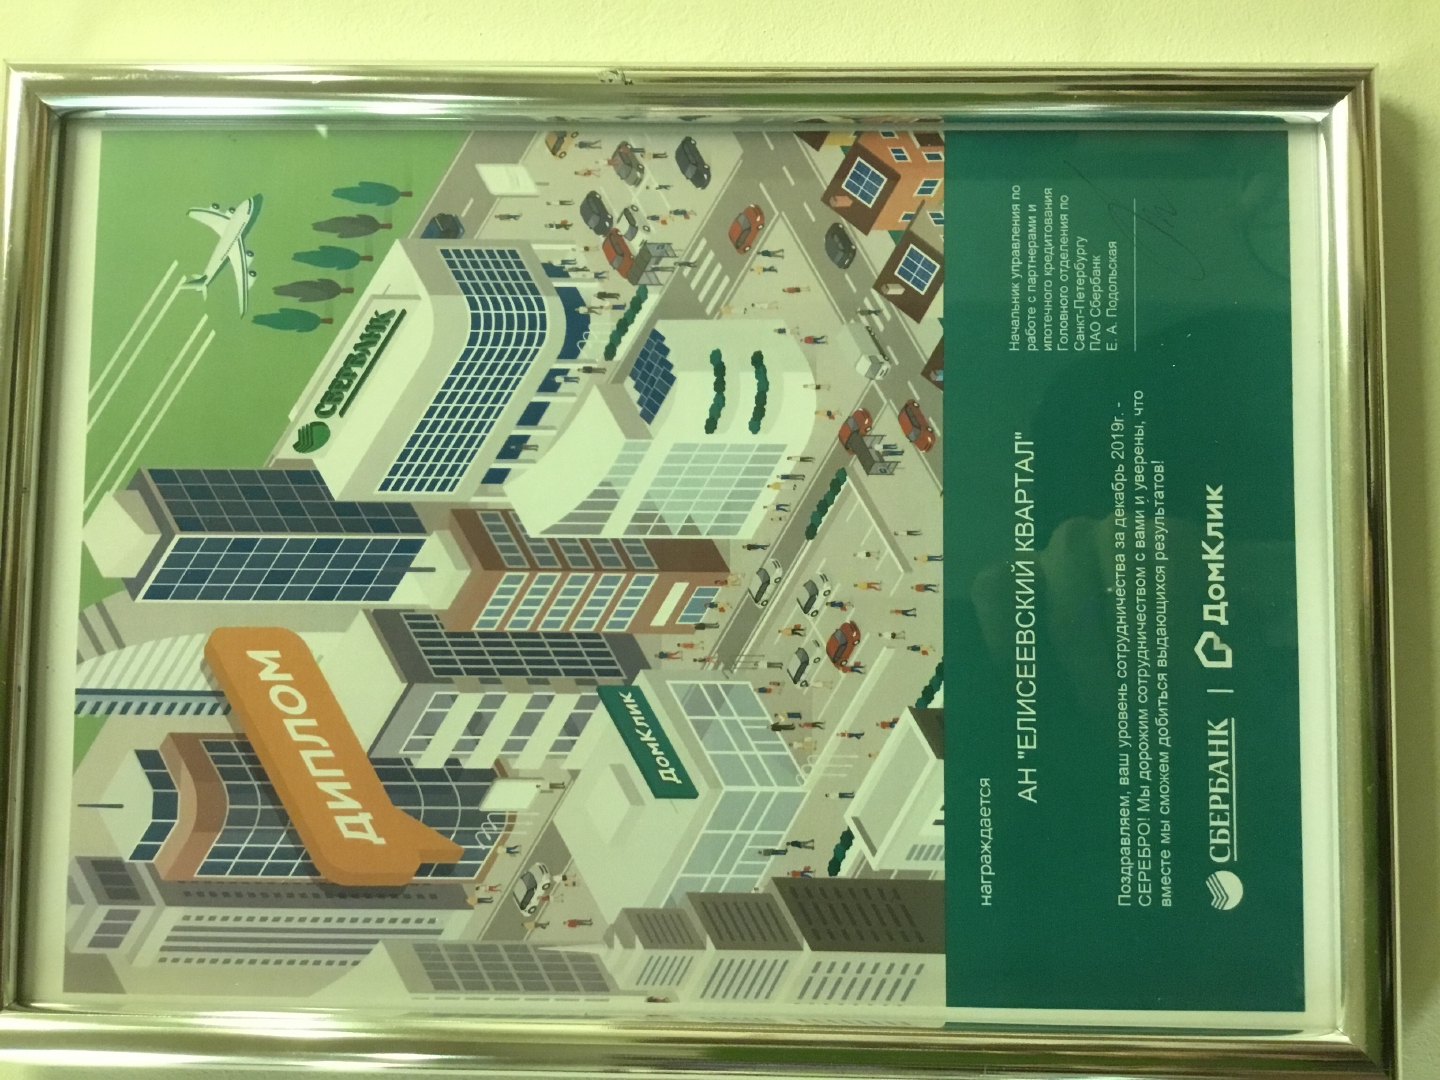 СБЕРБАНК
ДИПЛОМ
ДомКлик
награждается
АН "ЕЛИСЕЕВСКИЙ КВАРТАЛ"
Поздравляем, ваш уровень сотрудничества за декабрь 2019г. -
СЕРЕБРО! Мы дорожим сотрудничеством с вами и уверены, что
вместе мы сможем добиться выдающихся результатов!
Начальник управления по
работе с партнерами и
ипотечного кредитования
Головного отделения по
Санкт-Петербургу
ПАО Сбербанк
Е. А. Подольская
СБЕРБАНК | ДомКлик